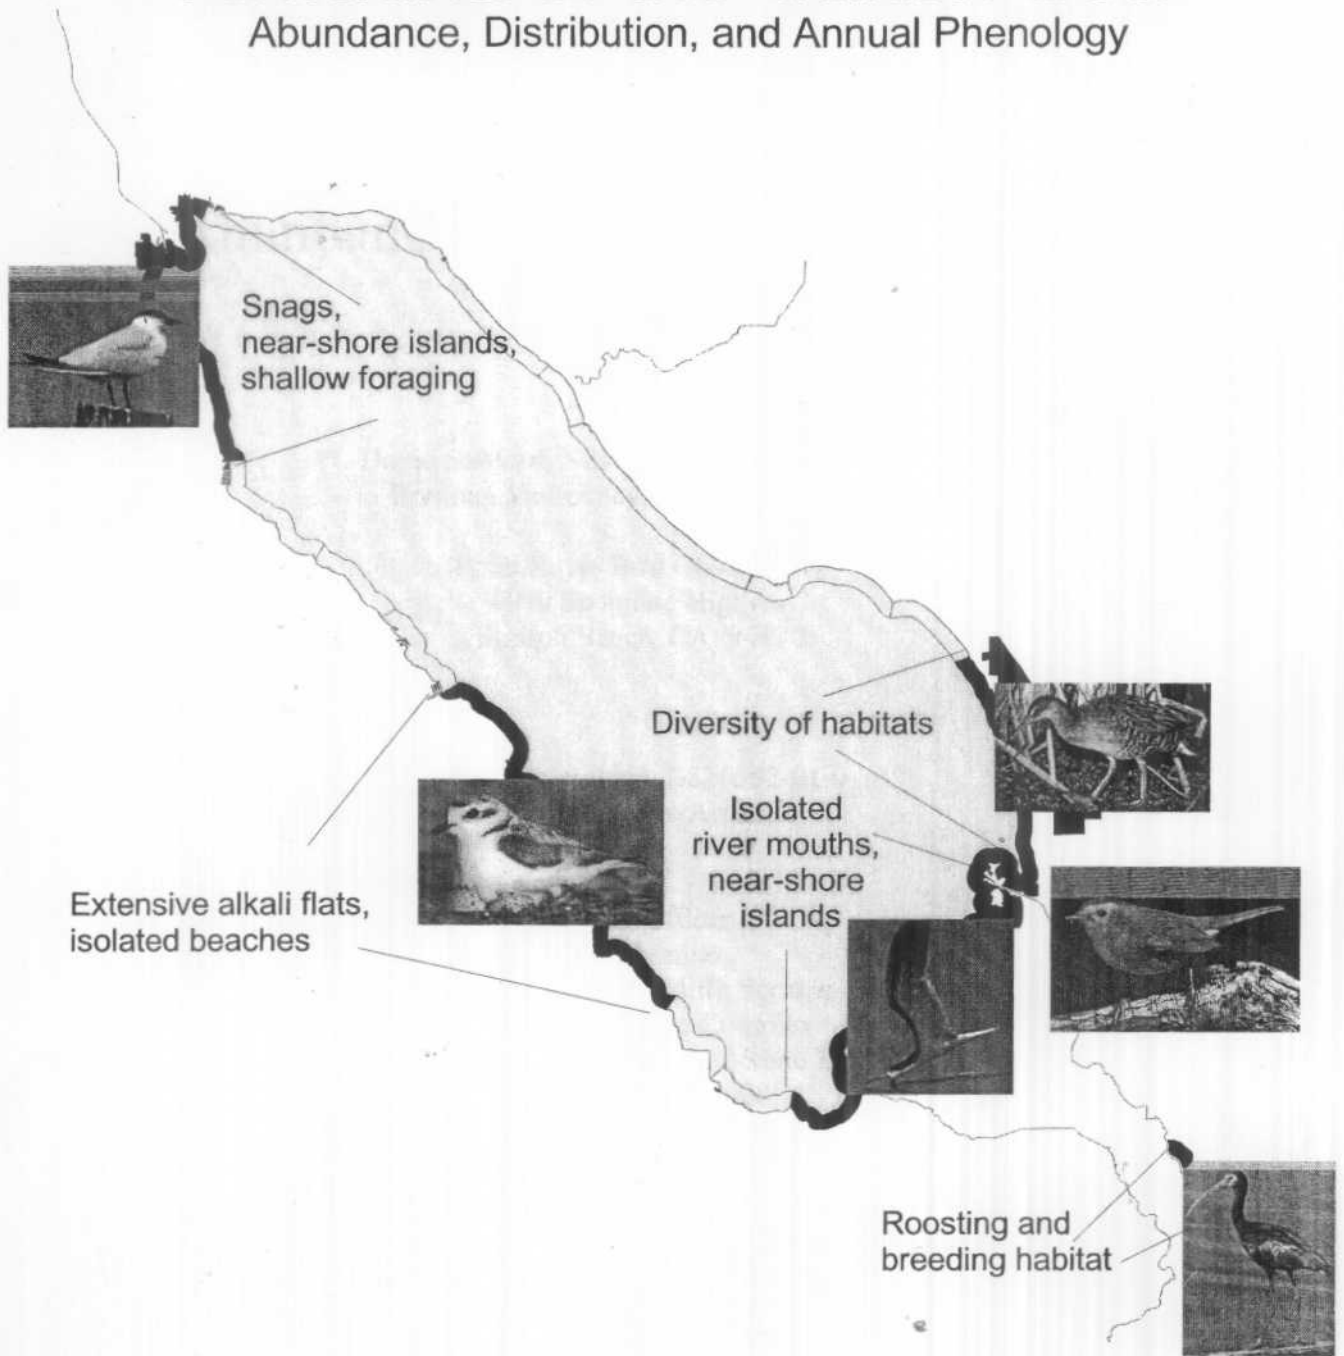 Abundance, Distribution, and Annual Phenology
Snags,
near-shore islands,
shallow foraging
Diversity of habitats
Isolated
river mouths,
near-shore
islands
Extensive alkali flats,
isolated beaches
Roosting and
breeding habitat